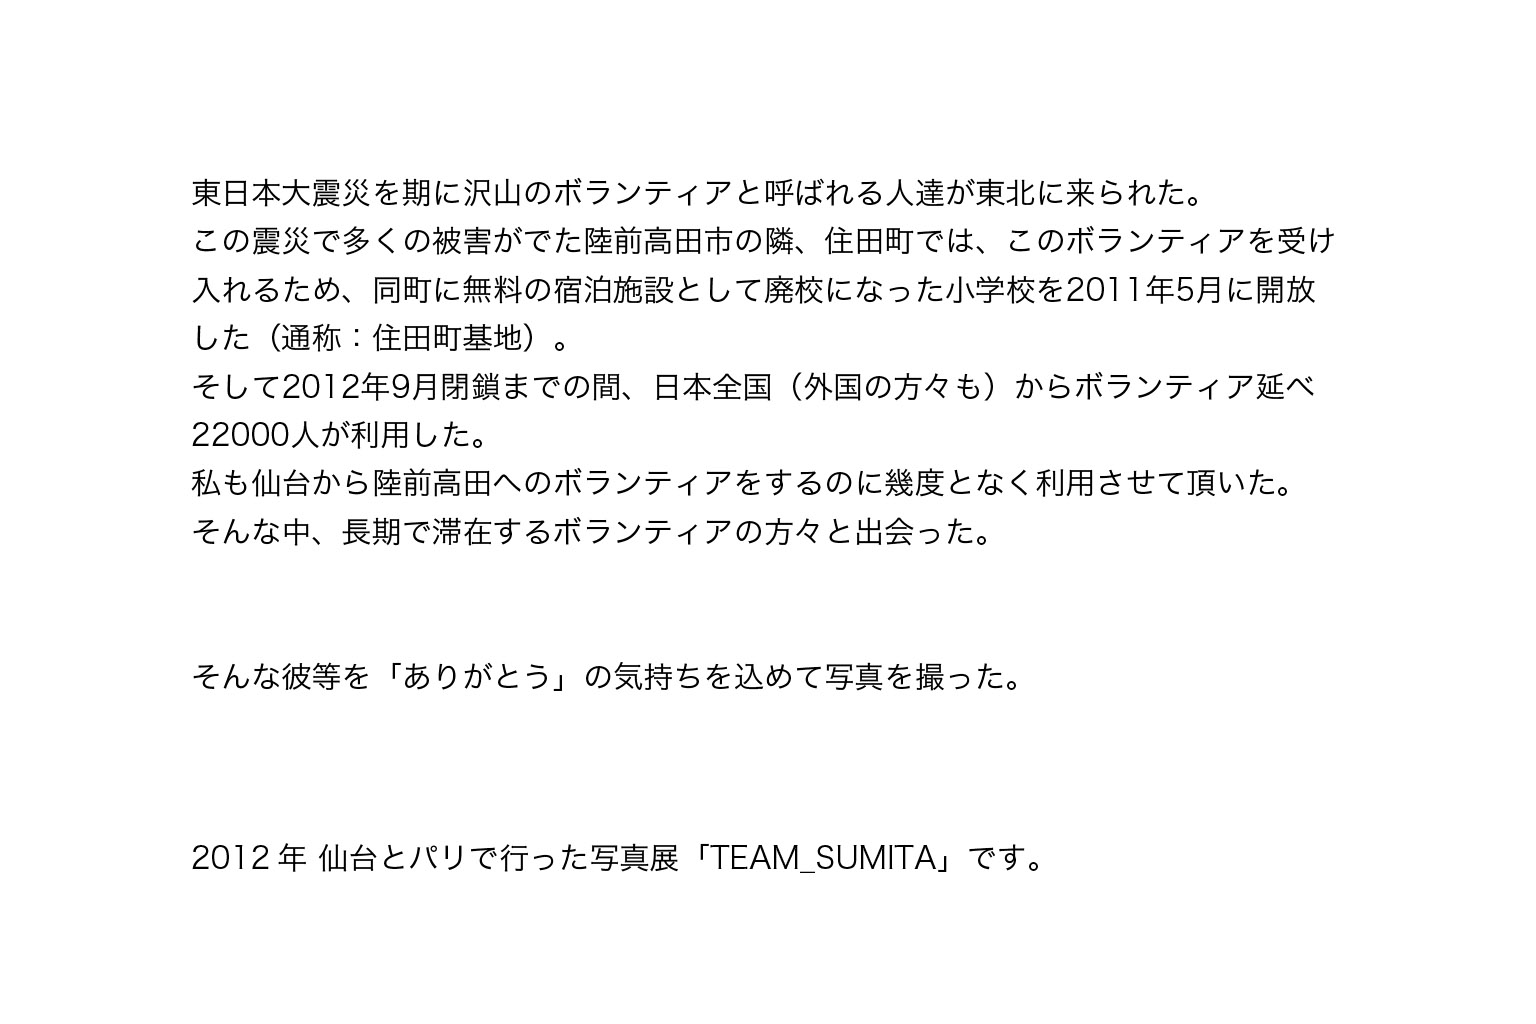 東日本大震災を期に沢山のボランティアと呼ばれる人達が東北に来られた。
この震災で多くの被害がでた陸前高田市の隣、住田町では、このボランティアを受け
入れるため、同町に無料の宿泊施設として廃校になった小学校を2011年5月に開放
した（通称：住田町基地）。
そして2012年9月閉鎖までの間、日本全国（外国の方々も）からボランティア延べ
22000人が利用した。
私も仙台から陸前高田へのボランティアをするのに幾度となく利用させて頂いた。
そんな中、長期で滞在するボランティアの方々と出会った。
そんな彼等を「ありがとう」の気持ちを込めて写真を撮った。
2012 年 仙台とパリで行った写真展「TEAM_SUMITA」です。